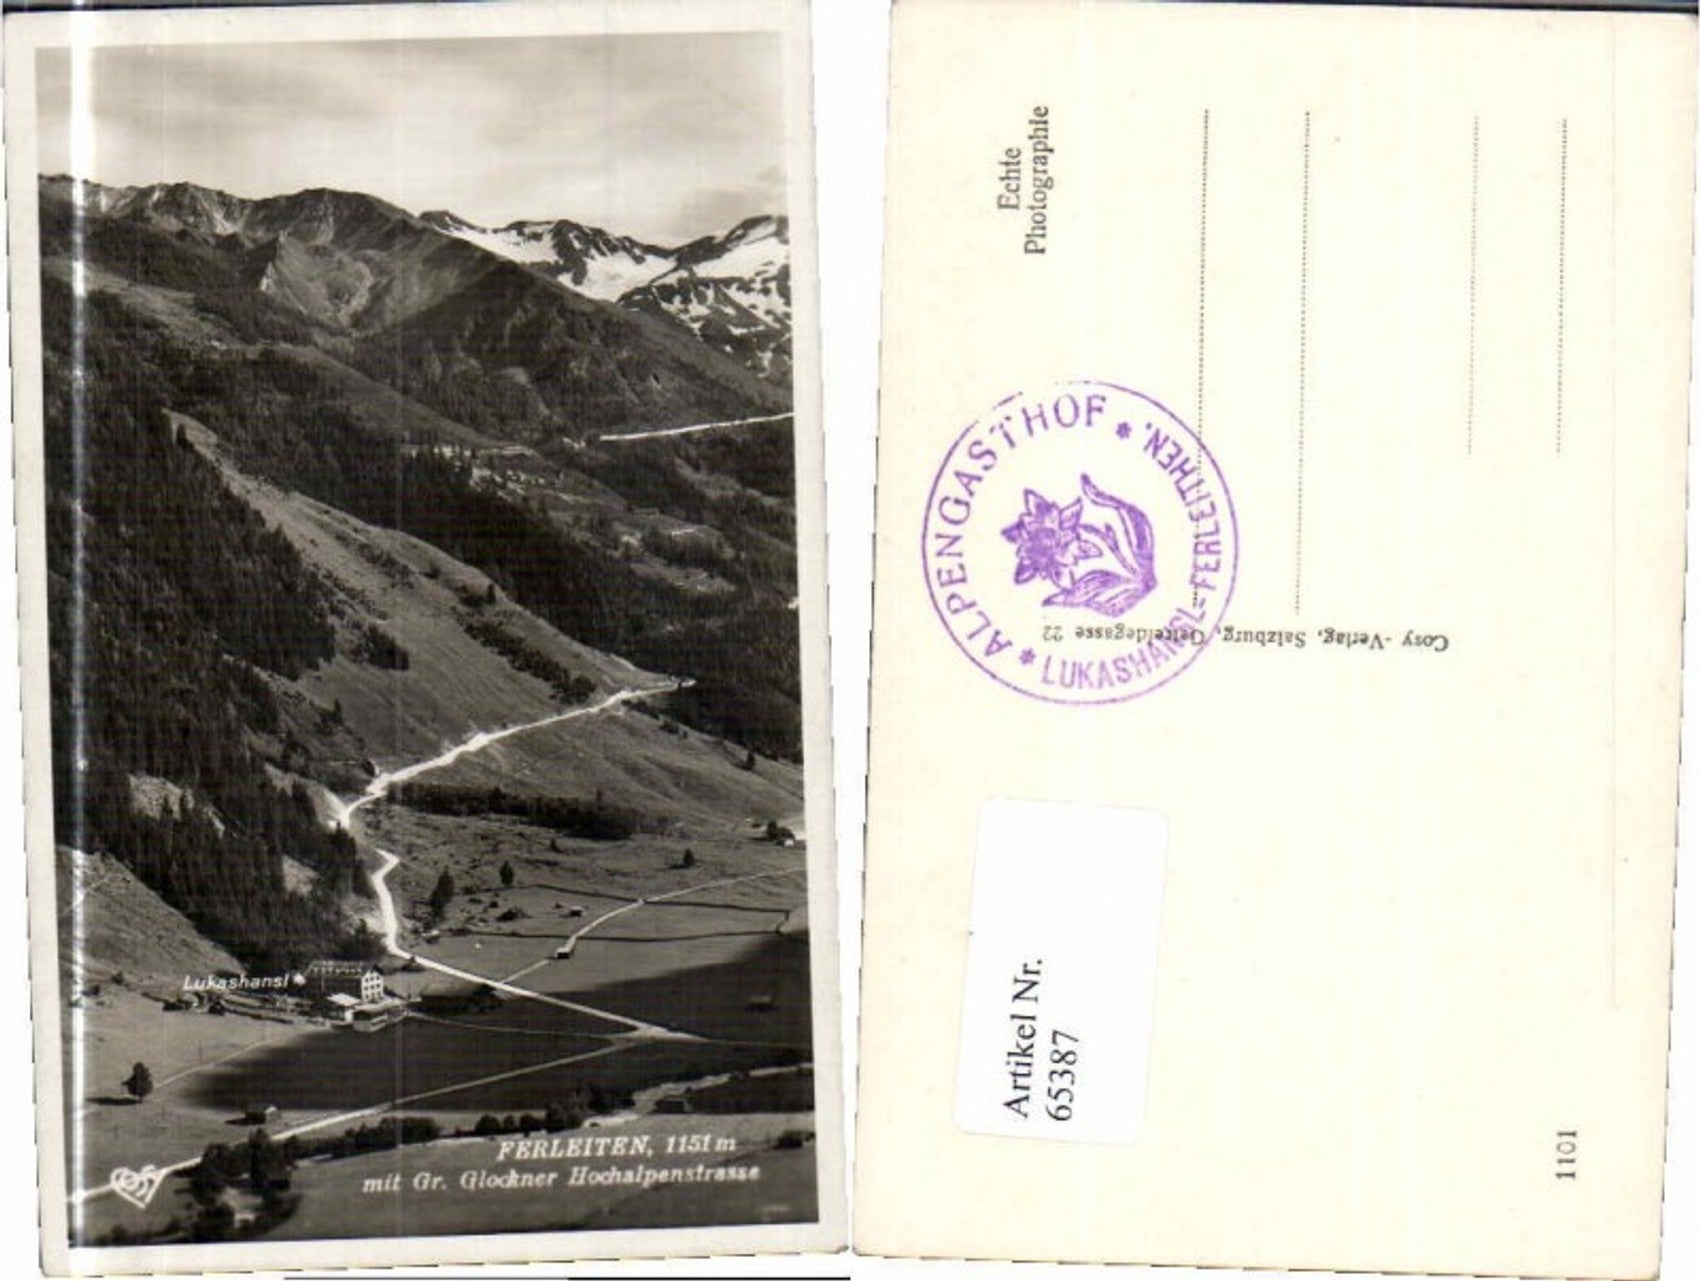 Lukashansl
FERLEITEN, 1151 m
mit Gr. Glockner Hochalpenstrasse
COSY
Echte
Photographie
* ALPENGASTHOF *
LUKASHANSL-FERLEITHEN.
Cosy - Verlag, Salzburg, Getreidegasse 22
Artikel Nr.
65387
1101